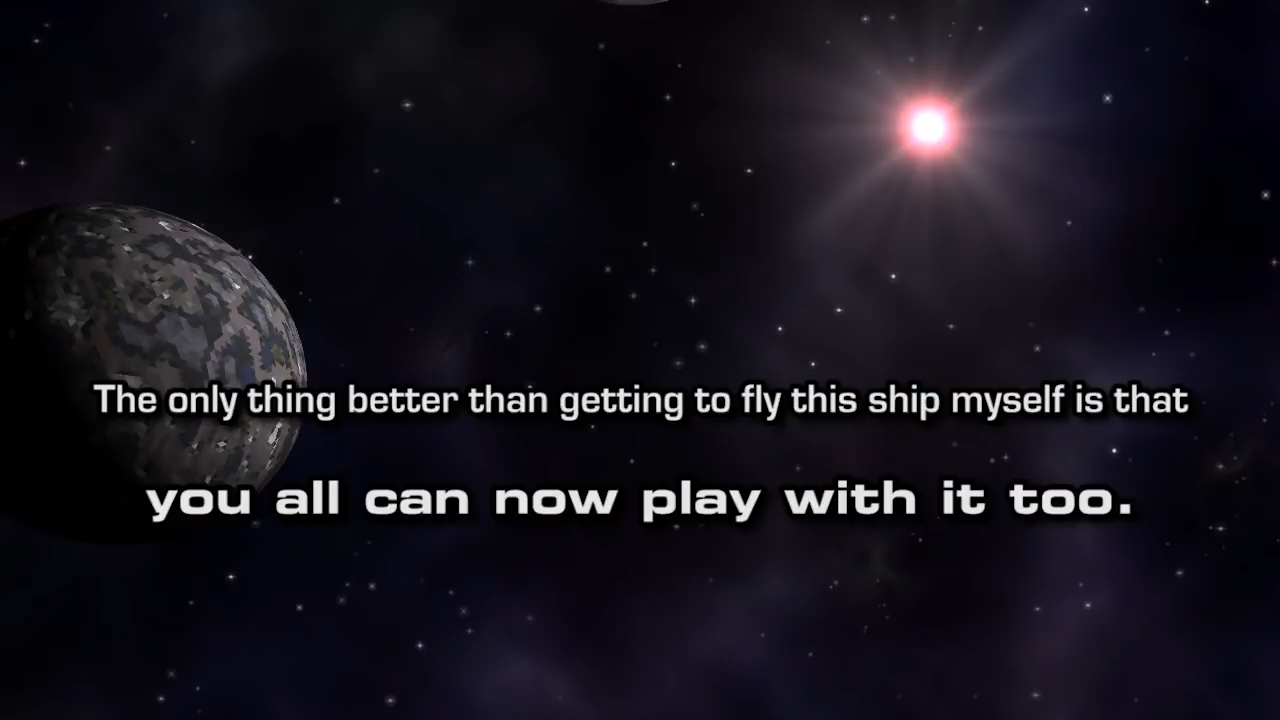 The only thing better than getting to fly this ship myself is that
you all can now play with it too.